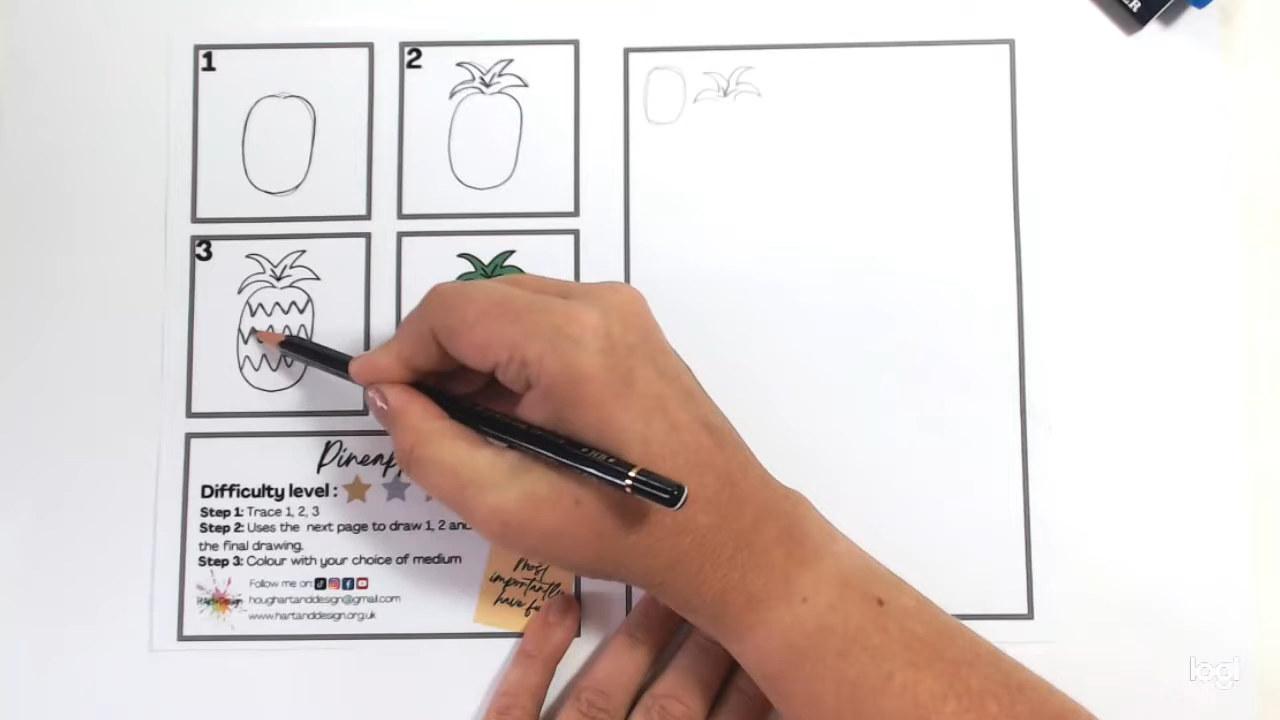 1
2
3
Difficulty level:
Step 1: Trace 1, 2, 3
Step 2: Uses the next page to draw 1, 2 and
the final drawing.
Step 3: Colour with your choice of medium
Follow me on:
houghartanddesign@gmail.com
www.hartanddesign.org.uk
Most
importantly
have
HB
logi